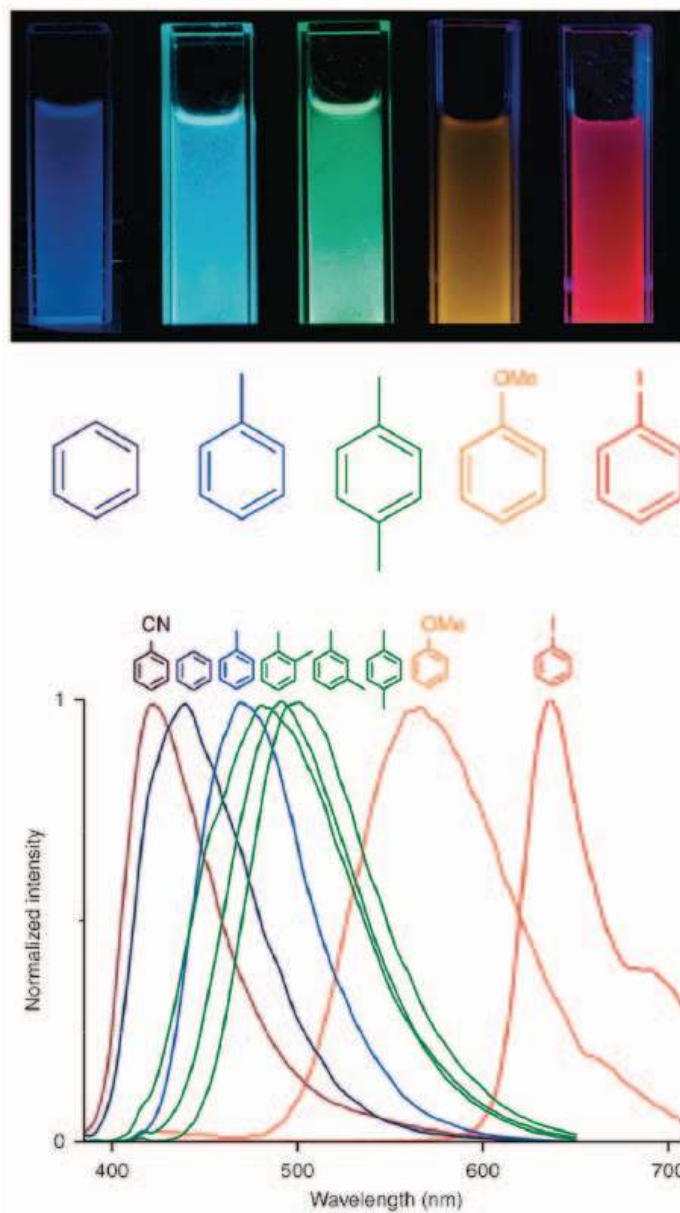 OMe I
CN OMe I
1
Normalized intensity
0
400 500 600 700
Wavelength (nm)